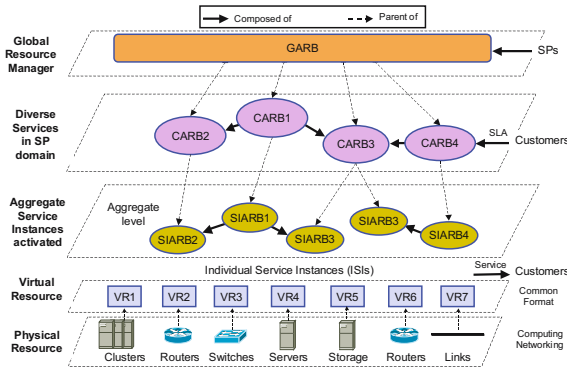 Composed of
Parent of
Global
Resource
Manager
GARB
SPs
Diverse
Services
in SP
domain
CARB2
CARB1
CARB3
CARB4
SLA
Customers
Aggregate
Service
Instances
activated
Aggregate
level
SIARB2
SIARB1
SIARB3
SIARB3
SIARB4
Individual Service Instances (ISIs)
Service
Customers
Virtual
Resource
VR1
VR2
VR3
VR4
VR5
VR6
VR7
Common
Format
Physical
Resource
Clusters
Routers
Switches
Servers
Storage
Routers
Links
Computing
Networking